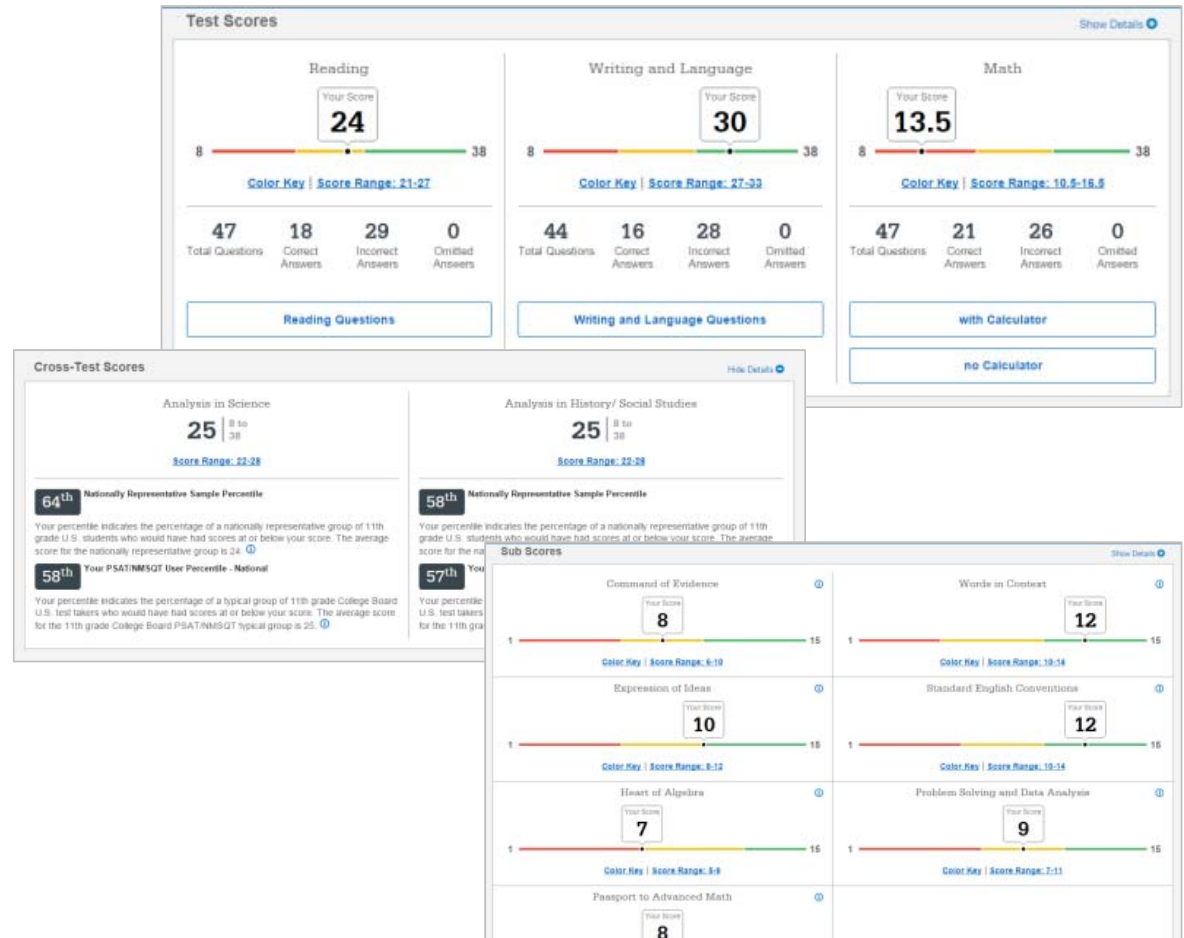 Test Scores
Show Details
Reading
Your Score
24
8
38
Color Key | Score Range: 21-27
47
Total Questions
18
Correct
Answers
29
Incorrect
Answers
0
Omitted
Answers
Reading Questions
Writing and Language
Your Score
30
8
38
Color Key | Score Range: 27-33
44
Total Questions
16
Correct
Answers
28
Incorrect
Answers
0
Omitted
Answers
Writing and Language Questions
Math
Your Score
13.5
8
38
Color Key | Score Range: 10.5-16.5
47
Total Questions
21
Correct
Answers
26
Incorrect
Answers
0
Omitted
Answers
with Calculator
no Calculator
Cross-Test Scores
Hide Details
Analysis in Science
25 | 8 to
38
Score Range: 22-28
64th Nationally Representative Sample Percentile
Your percentile indicates the percentage of a nationally representative group of 11th
grade U.S. students who would have had scores at or below your score. The average
score for the nationally representative group is 24.
58th Your PSAT/NMSQT User Percentile - National
Your percentile indicates the percentage of a typical group of 11th grade College Board
U.S. test takers who would have had scores at or below your score. The average score
for the 11th grade College Board PSAT/NMSQT typical group is 25.
Analysis in History/ Social Studies
25 | 8 to
38
Score Range: 22-28
58th Nationally Representative Sample Percentile
Your percentile indicates the percentage of a nationally representative group of 11th
grade U.S. students who would have had scores at or below your score. The average
score for the na
57th You
Your percentile
U.S. test takers
for the 11th gra
Sub Scores
Show Details
Command of Evidence
Your Score
8
1
15
Color Key | Score Range: 6-10
Words in Context
Your Score
12
1
15
Color Key | Score Range: 10-14
Expression of Ideas
Your Score
10
1
15
Color Key | Score Range: 8-12
Standard English Conventions
Your Score
12
1
15
Color Key | Score Range: 10-14
Heart of Algebra
Your Score
7
1
15
Color Key | Score Range: 5-9
Problem Solving and Data Analysis
Your Score
9
1
15
Color Key | Score Range: 7-11
Passport to Advanced Math
Your Score
8